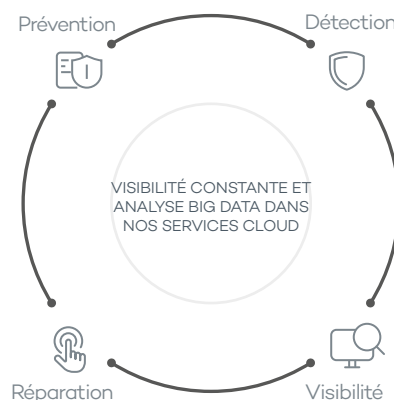 Prévention
Détection
VISIBILITÉ CONSTANTE ET
ANALYSE BIG DATA DANS
NOS SERVICES CLOUD
Réparation
Visibilité